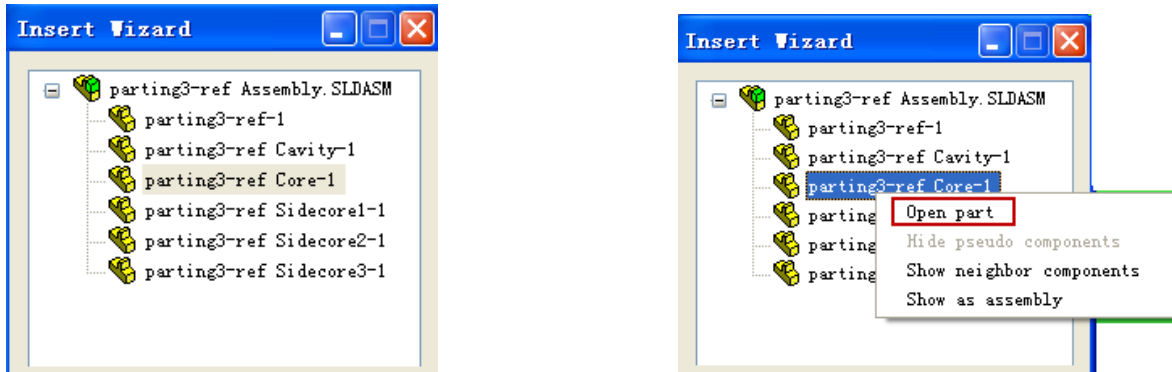 Insert Wizard
parting3-ref Assembly.SLDASM
parting3-ref-1
parting3-ref Cavity-1
parting3-ref Core-1
parting3-ref Sidecore1-1
parting3-ref Sidecore2-1
parting3-ref Sidecore3-1
Insert Wizard
parting3-ref Assembly.SLDASM
parting3-ref-1
parting3-ref Cavity-1
parting3-ref Core-1
parting
parting
parting
Open part
Hide pseudo components
Show neighbor components
Show as assembly